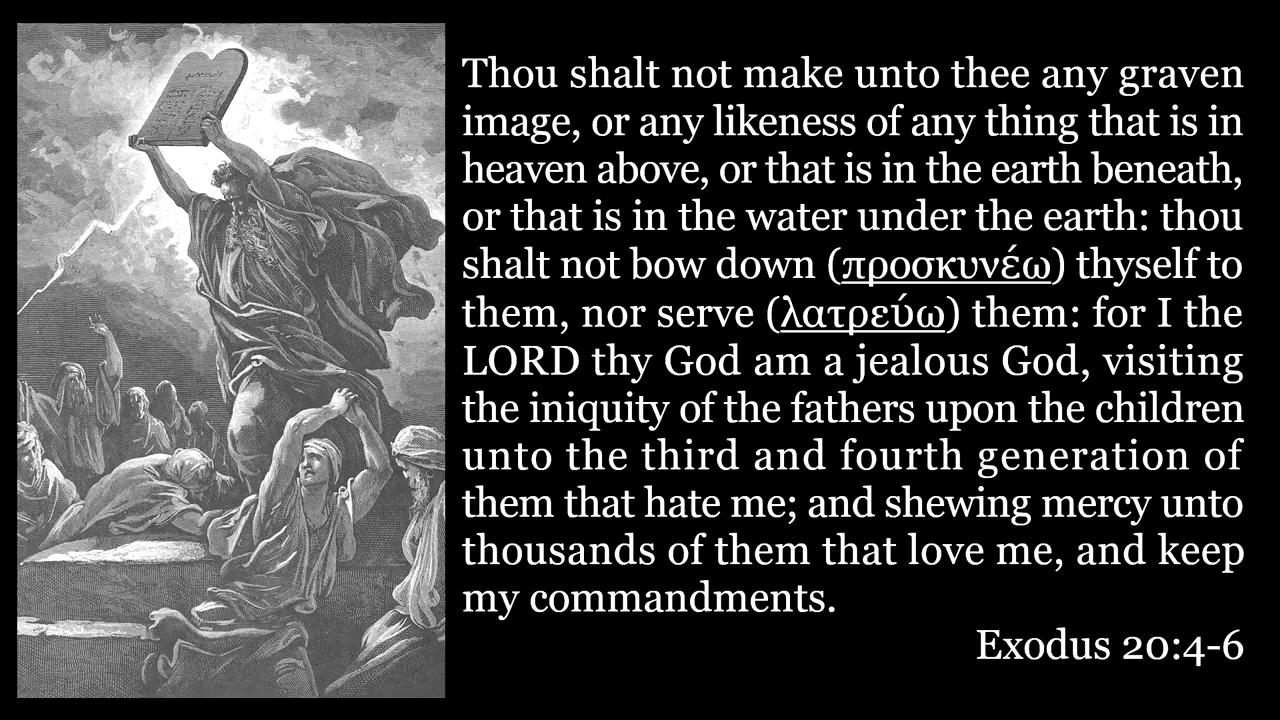 Thou shalt not make unto thee any graven
image, or any likeness of any thing that is in
heaven above, or that is in the earth beneath,
or that is in the water under the earth: thou
shalt not bow down (προσκυνέω) thyself to
them, nor serve (λατρεύω) them: for I the
LORD thy God am a jealous God, visiting
the iniquity of the fathers upon the children
unto the third and fourth generation of
them that hate me; and shewing mercy unto
thousands of them that love me, and keep
my commandments.
Exodus 20:4-6